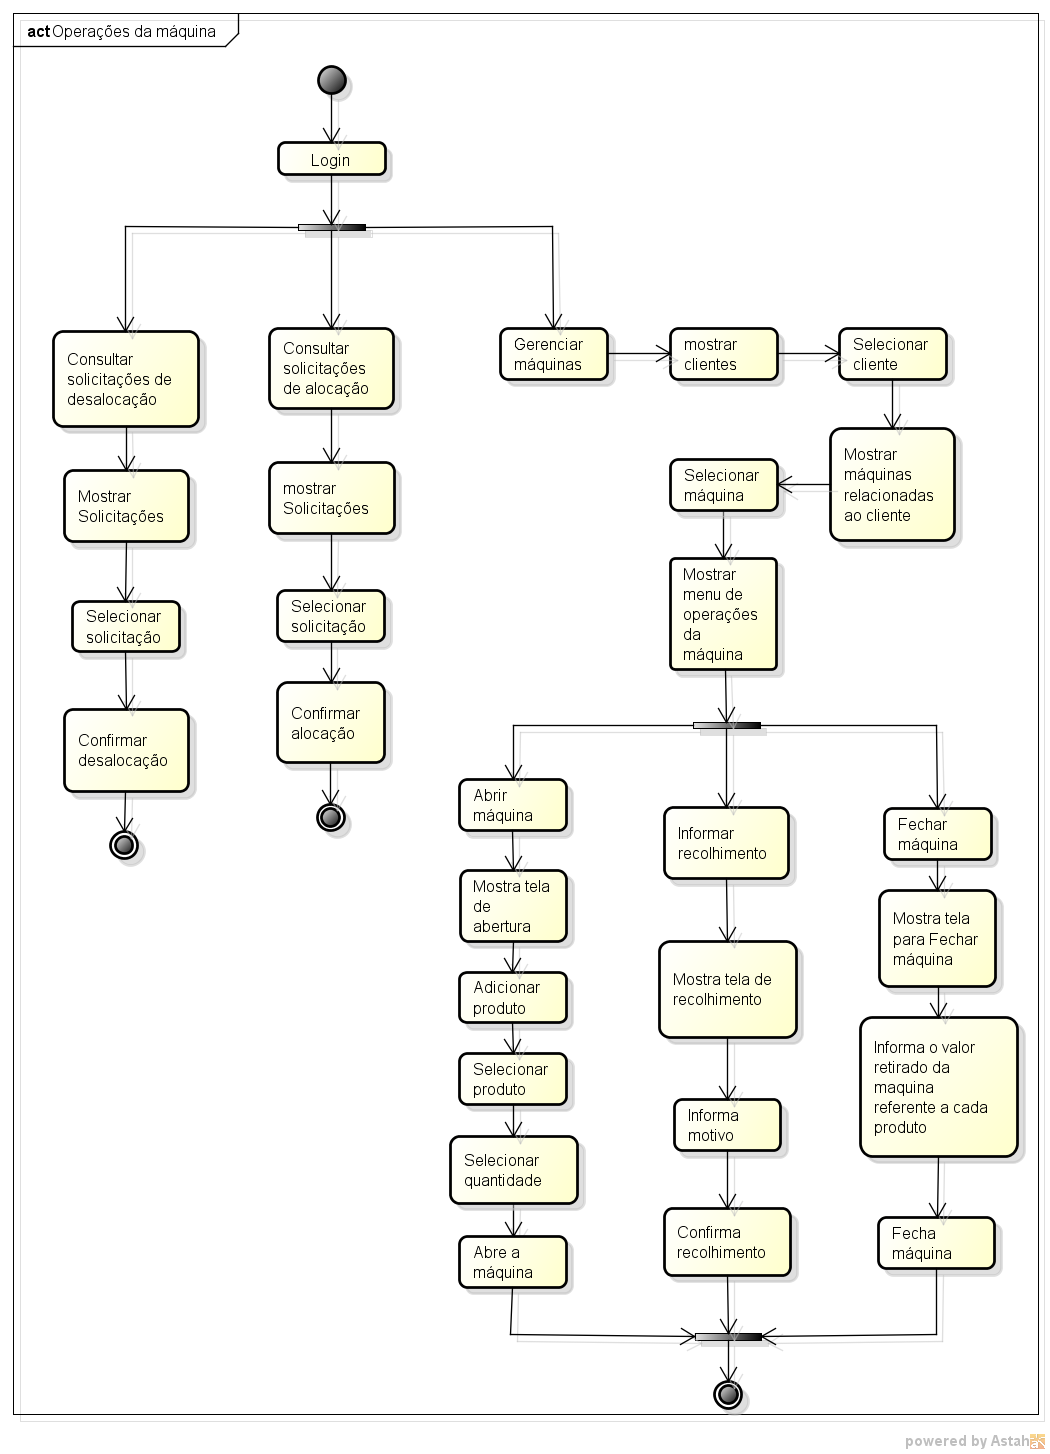 act Operações da máquina
Login
Consultar
solicitações de
desalocação
Mostrar
Solicitações
Selecionar
solicitação
Confirmar
desalocação
Consultar
solicitações
de alocação
mostrar
Solicitações
Selecionar
solicitação
Confirmar
alocação
Gerenciar
máquinas
mostrar
clientes
Selecionar
cliente
Mostrar
máquinas
relacionadas
ao cliente
Selecionar
máquina
Mostrar
menu de
operações
da
máquina
Abrir
máquina
Mostra tela
de
abertura
Adicionar
produto
Selecionar
produto
Selecionar
quantidade
Abre a
máquina
Informar
recolhimento
Mostra tela de
recolhimento
Informa
motivo
Confirma
recolhimento
Fechar
máquina
Mostra tela
para Fechar
máquina
Informa o valor
retirado da
maquina
referente a cada
produto
Fecha
máquina
powered by Astah